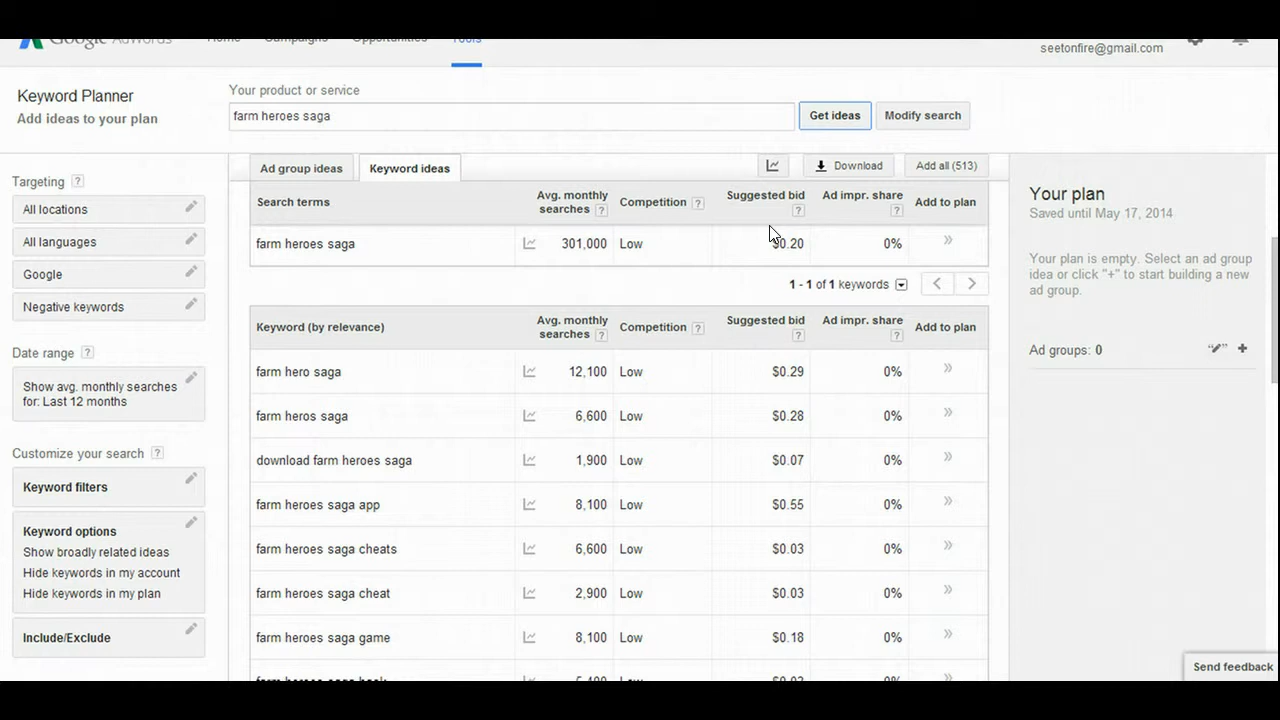 Google AdWords Home Campaigns Opportunities Tools
seetonfire@gmail.com
Keyword Planner
Add ideas to your plan
Your product or service
farm heroes saga
Get ideas
Modify search
Targeting ?
All locations
All languages
Google
Negative keywords
Date range ?
Show avg. monthly searches
for: Last 12 months
Customize your search ?
Keyword filters
Keyword options
Show broadly related ideas
Hide keywords in my account
Hide keywords in my plan
Include/Exclude
Ad group ideas Keyword ideas Download Add all (513)
Search terms Avg. monthly searches ? Competition ? Suggested bid ? Ad impr. share ? Add to plan
farm heroes saga 301,000 Low $0.20 0% »
1 - 1 of 1 keywords
Keyword (by relevance) Avg. monthly searches ? Competition ? Suggested bid ? Ad impr. share ? Add to plan
farm hero saga 12,100 Low $0.29 0% »
farm heros saga 6,600 Low $0.28 0% »
download farm heroes saga 1,900 Low $0.07 0% »
farm heroes saga app 8,100 Low $0.55 0% »
farm heroes saga cheats 6,600 Low $0.03 0% »
farm heroes saga cheat 2,900 Low $0.03 0% »
farm heroes saga game 8,100 Low $0.18 0% »
Your plan
Saved until May 17, 2014
Your plan is empty. Select an ad group
idea or click "+" to start building a new
ad group.
Ad groups: 0
Send feedback